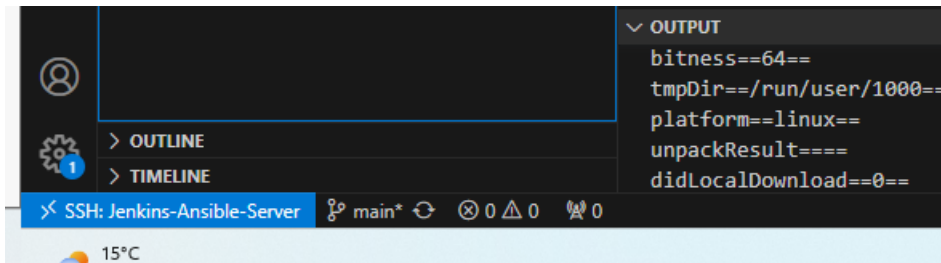 OUTPUT
bitness==64==
tmpDir==/run/user/1000==
platform==linux==
unpackResult====
didLocalDownload==0==
OUTLINE
TIMELINE
1
SSH: Jenkins-Ansible-Server main* 0 0 0
15°C